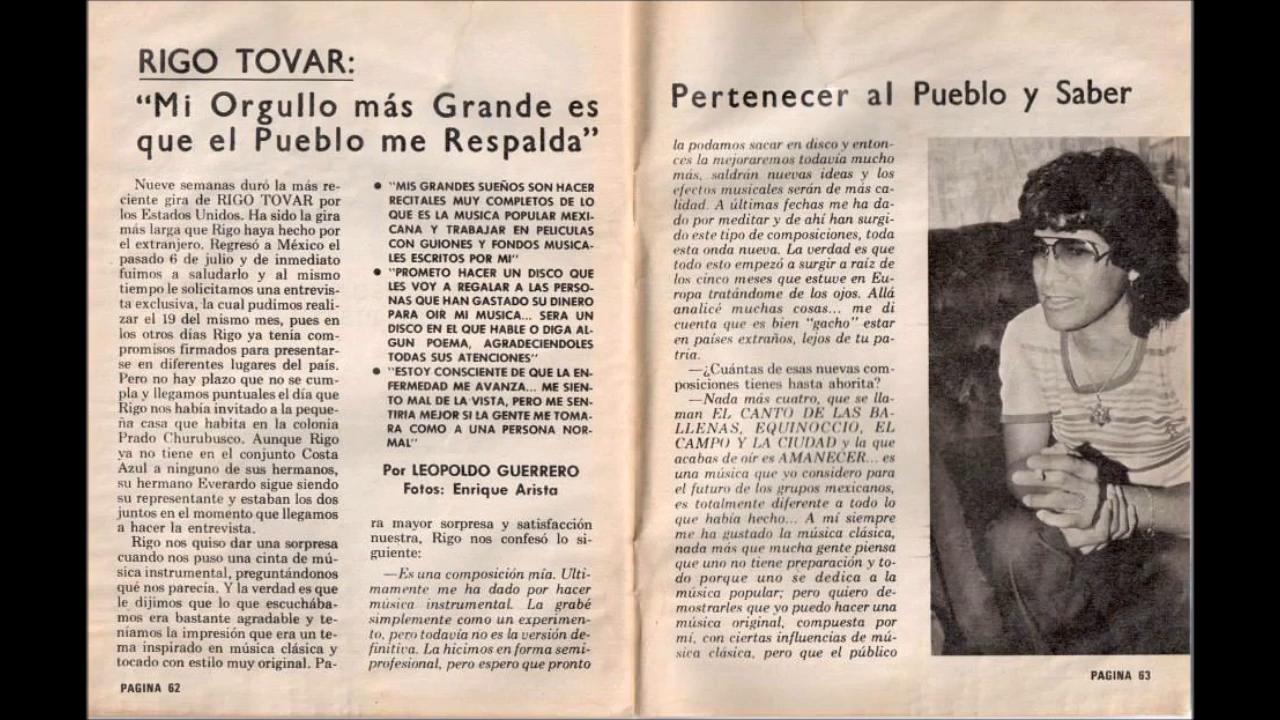 RIGO TOVAR:
“Mi Orgullo más Grande es
que el Pueblo me Respalda”
Nueve semanas duró la más re-
ciente gira de RIGO TOVAR por
los Estados Unidos. Ha sido la gira
más larga que Rigo haya hecho por
el extranjero. Regresó a México el
pasado 6 de julio y de inmediato
fuimos a saludarlo y al mismo
tiempo le solicitamos una entrevis-
ta exclusiva, la cual pudimos reali-
zar el 19 del mismo mes, pues en
los otros días Rigo ya tenía com-
promisos firmados para presentar-
se en diferentes lugares del país.
Pero no hay plazo que no se cum-
pla y llegamos puntuales el día que
Rigo nos había invitado a la peque-
ña casa que habita en la colonia
Prado Churubusco. Aunque Rigo
ya no tiene en el conjunto Costa
Azul a ninguno de sus hermanos,
su hermano Everardo sigue siendo
su representante y estaban los dos
juntos en el momento que llegamos
a hacer la entrevista.
Rigo nos quiso dar una sorpresa
cuando nos puso una cinta de mú-
sica instrumental, preguntándonos
qué nos parecía. Y la verdad es que
le dijimos que lo que escuchába-
mos era bastante agradable y te-
níamos la impresión que era un te-
ma inspirado en música clásica y
tocado con estilo muy original. Pa-
PAGINA 62
● “MIS GRANDES SUEÑOS SON HACER
RECITALES MUY COMPLETOS DE LO
QUE ES LA MUSICA POPULAR MEXI-
CANA Y TRABAJAR EN PELICULAS
CON GUIONES Y FONDOS MUSICA-
LES ESCRITOS POR MI”
● “PROMETO HACER UN DISCO QUE
LES VOY A REGALAR A LAS PERSO-
NAS QUE HAN GASTADO SU DINERO
PARA OIR MI MUSICA... SERA UN
DISCO EN EL QUE HABLE O DIGA AL-
GUN POEMA, AGRADECIENDOLES
TODAS SUS ATENCIONES”
● “ESTOY CONSCIENTE DE QUE LA EN-
FERMEDAD ME AVANZA... ME SIEN-
TO MAL DE LA VISTA, PERO ME SEN-
TIRIA MEJOR SI LA GENTE ME TOMA-
RA COMO A UNA PERSONA NOR-
MAL”
Por LEOPOLDO GUERRERO
Fotos: Enrique Arista
ra mayor sorpresa y satisfacción
nuestra, Rigo nos confesó lo si-
guiente:
—Es una composición mía. Ulti-
mamente me ha dado por hacer
música instrumental. La grabé
simplemente como un experimen-
to, pero todavía no es la versión de-
finitiva. La hicimos en forma semi-
profesional, pero espero que pronto
Pertenecer al Pueblo y Saber
la podamos sacar en disco y enton-
ces la mejoraremos todavía mucho
más, saldrán nuevas ideas y los
efectos musicales serán de más ca-
lidad. A últimas fechas me ha da-
do por meditar y de ahí han surgi-
do este tipo de composiciones, toda
esta onda nueva. La verdad es que
todo esto empezó a surgir a raíz de
los cinco meses que estuve en Eu-
ropa tratándome de los ojos. Allá
analicé muchas cosas... me di
cuenta que es bien “gacho” estar
en países extraños, lejos de tu pa-
tria.
—¿Cuántas de esas nuevas com-
posiciones tienes hasta ahorita?
—Nada más cuatro, que se lla-
man EL CANTO DE LAS BA-
LLENAS, EQUINOCCIO, EL
CAMPO Y LA CIUDAD y la que
acabas de oír es AMANECER... es
una música que yo considero para
el futuro de los grupos mexicanos,
es totalmente diferente a todo lo
que había hecho... A mí siempre
me ha gustado la música clásica,
nada más que mucha gente piensa
que uno no tiene preparación y to-
do porque uno se dedica a la
música popular; pero quiero de-
mostrarles que yo puedo hacer una
música original, compuesta por
mí, con ciertas influencias de mú-
sica clásica, pero que el público
PAGINA 63